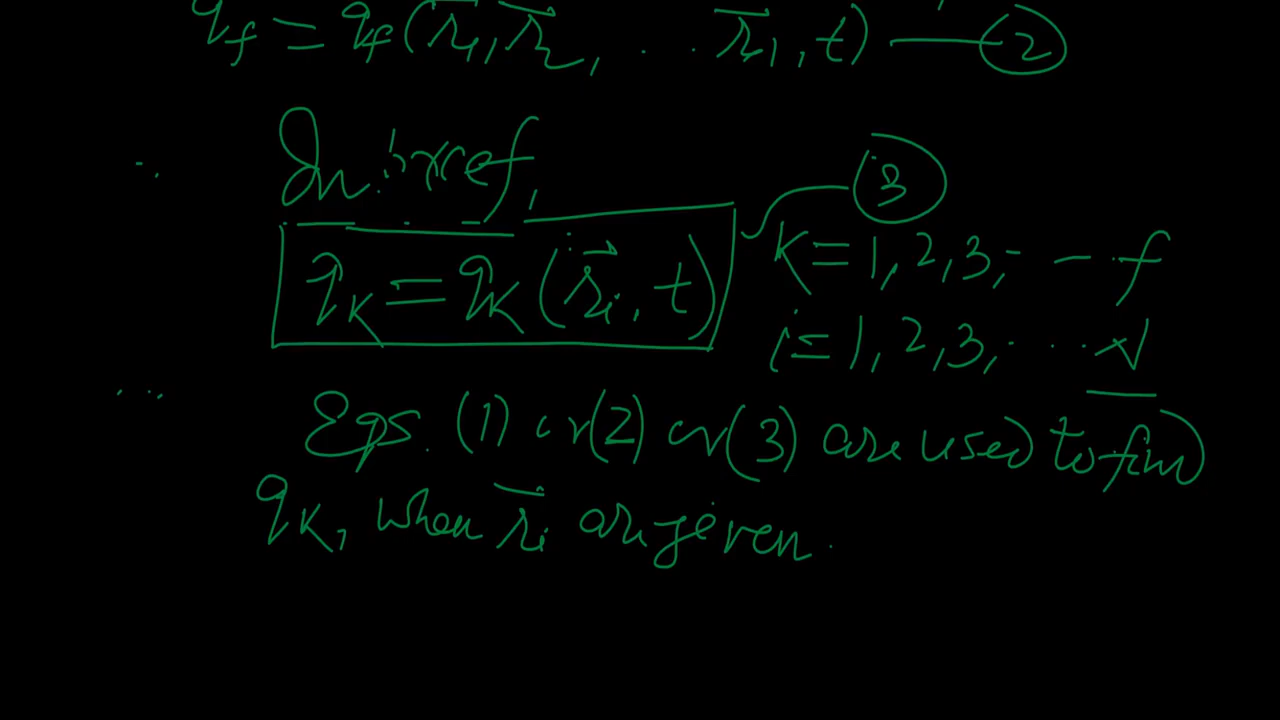 q_f = q_f(r⃗_1, r⃗_2, . . r⃗_1, t) — ②
In brief,
③
q_K = q_K(r⃗_i, t) K = 1, 2, 3, - - f
i = 1, 2, 3, . . . N
Eqs. (1) or (2) or (3) are used to find
q_K, when r⃗_i are given.